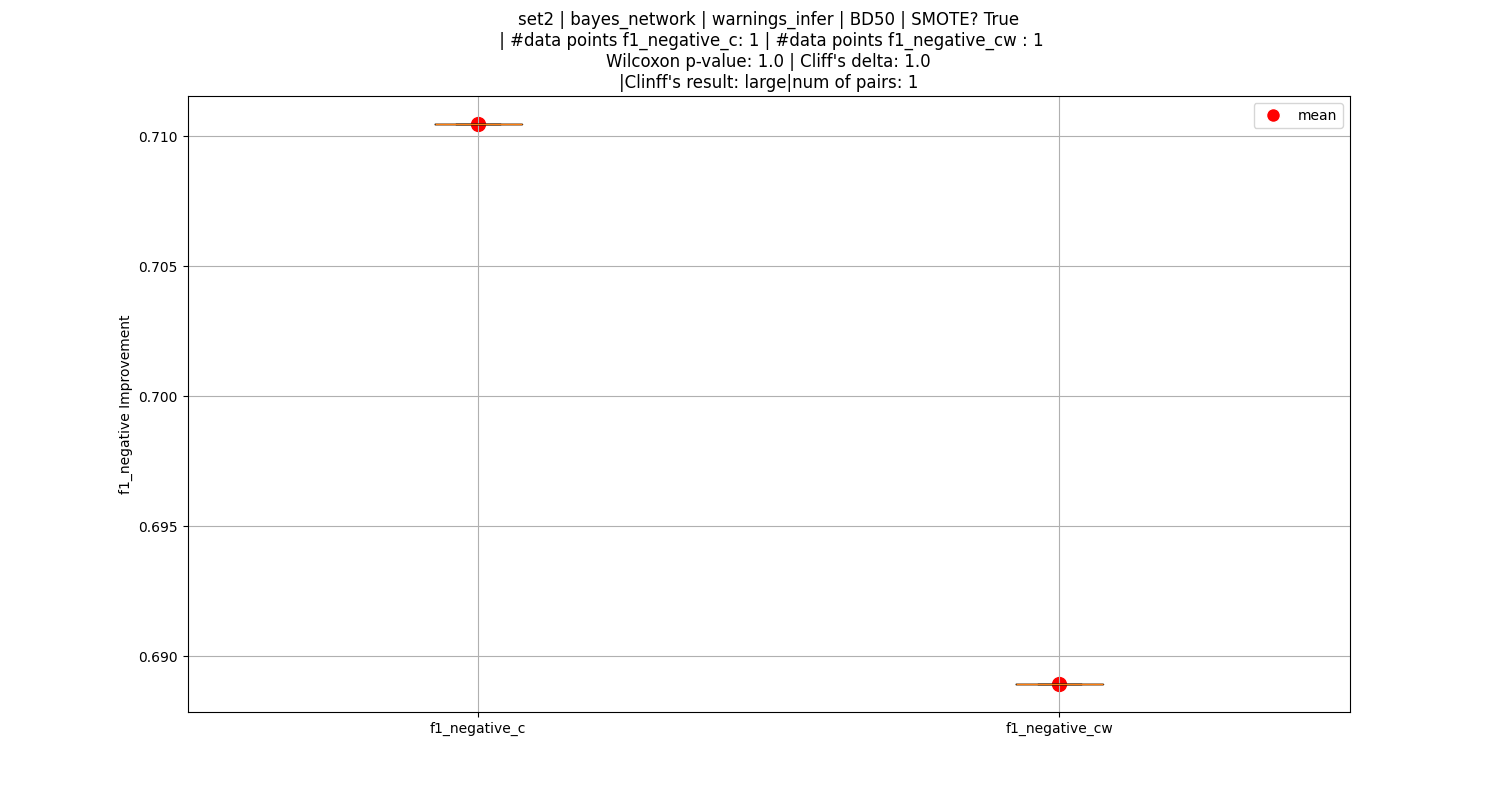 set2 | bayes_network | warnings_infer | BD50 | SMOTE? True
| #data points f1_negative_c: 1 | #data points f1_negative_cw : 1
Wilcoxon p-value: 1.0 | Cliff's delta: 1.0
|Clinff's result: large|num of pairs: 1
mean
0.710
0.705
0.700
0.695
0.690
f1_negative Improvement
f1_negative_c
f1_negative_cw